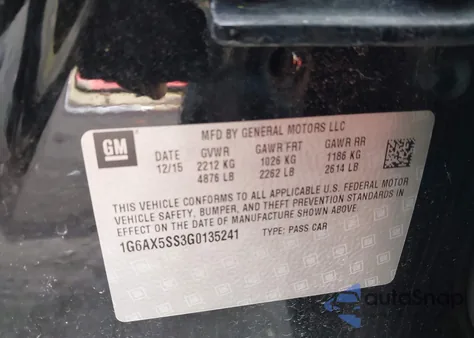 GM
MFD BY GENERAL MOTORS LLC
DATE GVWR GAWR FRT GAWR RR
12/15 2212 KG 1026 KG 1186 KG
4876 LB 2262 LB 2614 LB
THIS VEHICLE CONFORMS TO ALL APPLICABLE U.S. FEDERAL MOTOR
VEHICLE SAFETY, BUMPER, AND THEFT PREVENTION STANDARDS IN
EFFECT ON THE DATE OF MANUFACTURE SHOWN ABOVE.
1G6AX5SS3G0135241 TYPE: PASS CAR
autoSnap